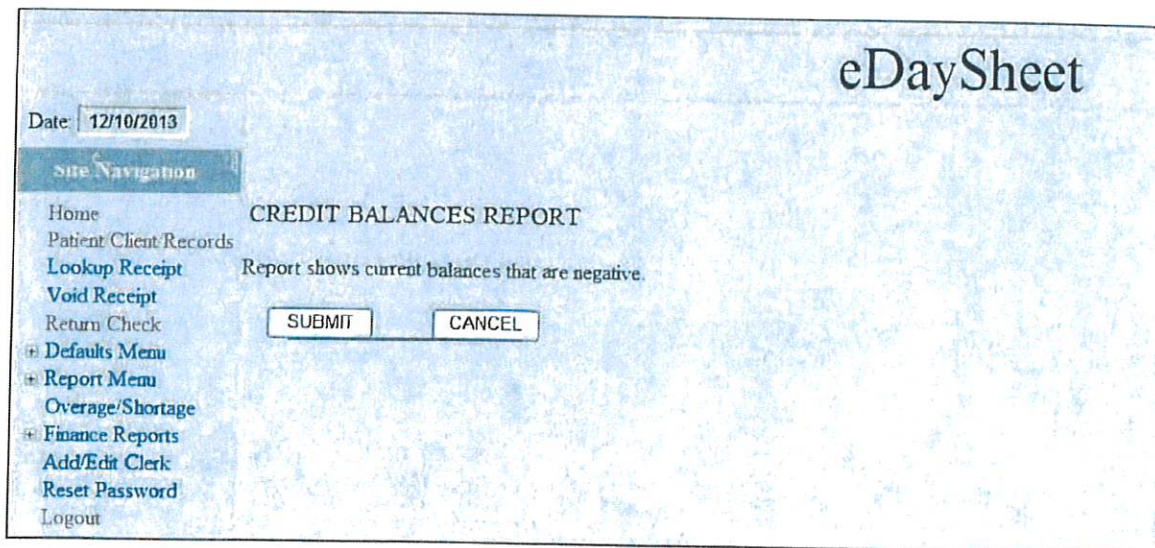 eDaySheet
Date: 12/10/2013
Site Navigation
Home
Patient/Client Records
Lookup Receipt
Void Receipt
Return Check
Defaults Menu
Report Menu
Overage/Shortage
Finance Reports
Add/Edit Clerk
Reset Password
Logout
CREDIT BALANCES REPORT
Report shows current balances that are negative.
SUBMIT CANCEL